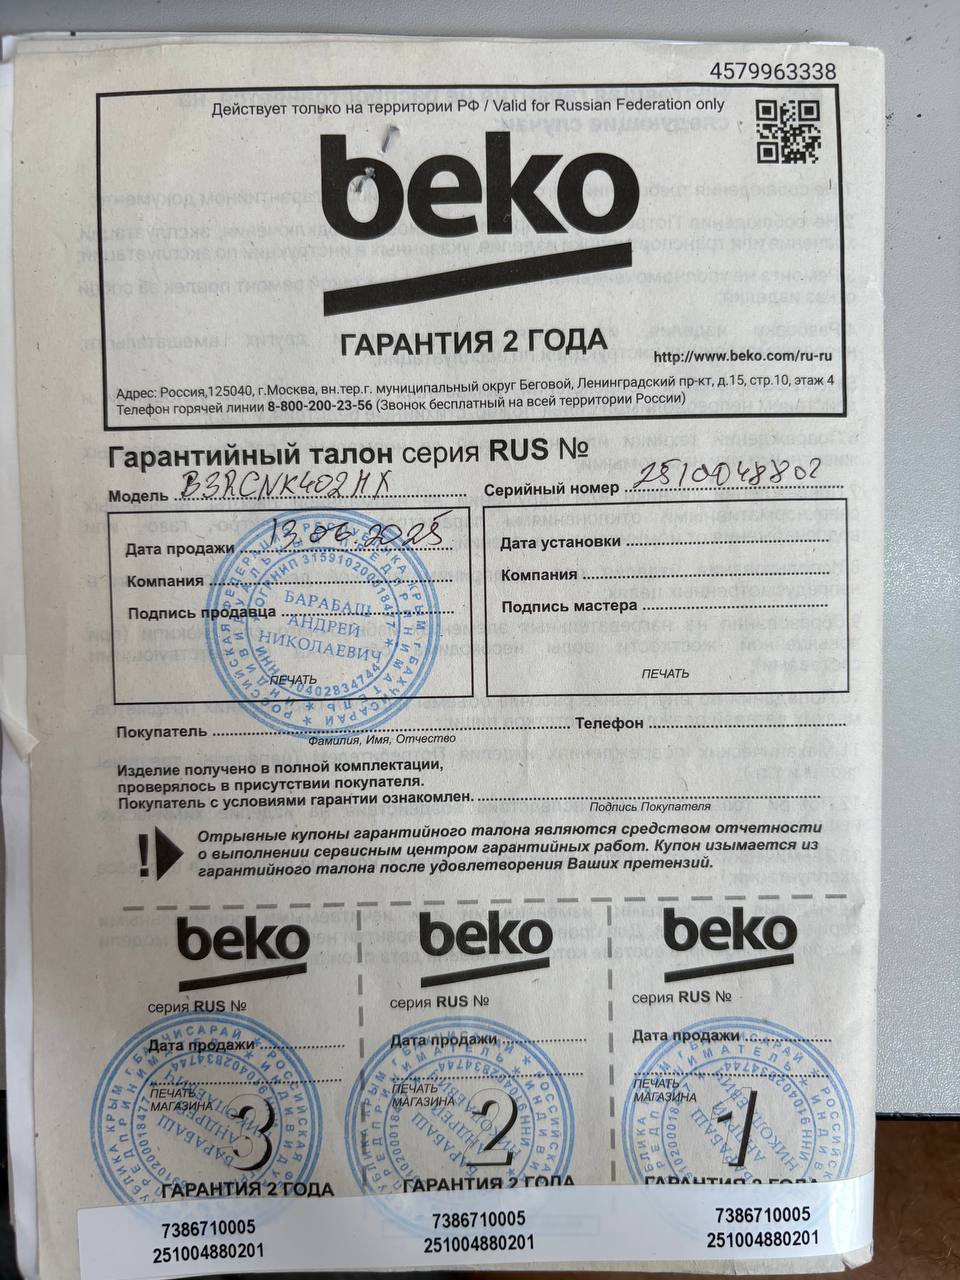 4579963338
Действует только на территории РФ / Valid for Russian Federation only
beko
ГАРАНТИЯ 2 ГОДА
http://www.beko.com/ru-ru
Адрес: Россия,125040, г.Москва, вн.тер.г. муниципальный округ Беговой, Ленинградский пр-кт, д.15, стр.10, этаж 4
Телефон горячей линии 8-800-200-23-56 (Звонок бесплатный на всей территории России)
Гарантийный талон серия RUS №
Модель B3RCNK402HX
Серийный номер 2510048802
Дата продажи 13.06.2025
Компания
Подпись продавца
БАРАБАШ
АНДРЕЙ
НИКОЛАЕВИЧ
ПЕЧАТЬ
Дата установки
Компания
Подпись мастера
ПЕЧАТЬ
Покупатель
Телефон
Фамилия, Имя, Отчество
Изделие получено в полной комплектации,
проверялось в присутствии покупателя.
Покупатель с условиями гарантии ознакомлен.
Подпись Покупателя
!
Отрывные купоны гарантийного талона являются средством отчетности
о выполнении сервисным центром гарантийных работ. Купон изымается из
гарантийного талона после удовлетворения Ваших претензий.
beko
серия RUS №
Дата продажи
ПЕЧАТЬ
МАГАЗИНА
3
ГАРАНТИЯ 2 ГОДА
7386710005
251004880201
beko
серия RUS №
Дата продажи
ПЕЧАТЬ
МАГАЗИНА
2
ГАРАНТИЯ 2 ГОДА
7386710005
251004880201
beko
серия RUS №
Дата продажи
ПЕЧАТЬ
МАГАЗИНА
1
ГАРАНТИЯ 2 ГОДА
7386710005
251004880201